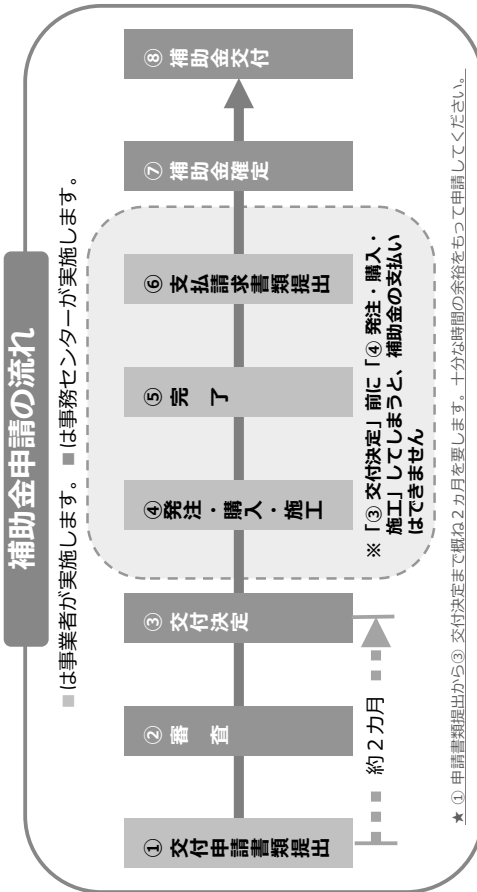 補助金申請の流れ
■は事業者が実施します。 ■は事務センターが実施します。
① 交付申請書類提出
② 審　査
③ 交付決定
④発注・購入・施工
⑤ 完　了
⑥ 支払請求書類提出
⑦ 補助金確定
⑧ 補助金交付
約２カ月
※「③ 交付決定」前に「④ 発注・購入・
施工」してしまうと、補助金の支払い
はできません
★ ① 申請書類提出から③ 交付決定まで概ね２カ月を要します。十分な時間の余裕をもって申請してください。